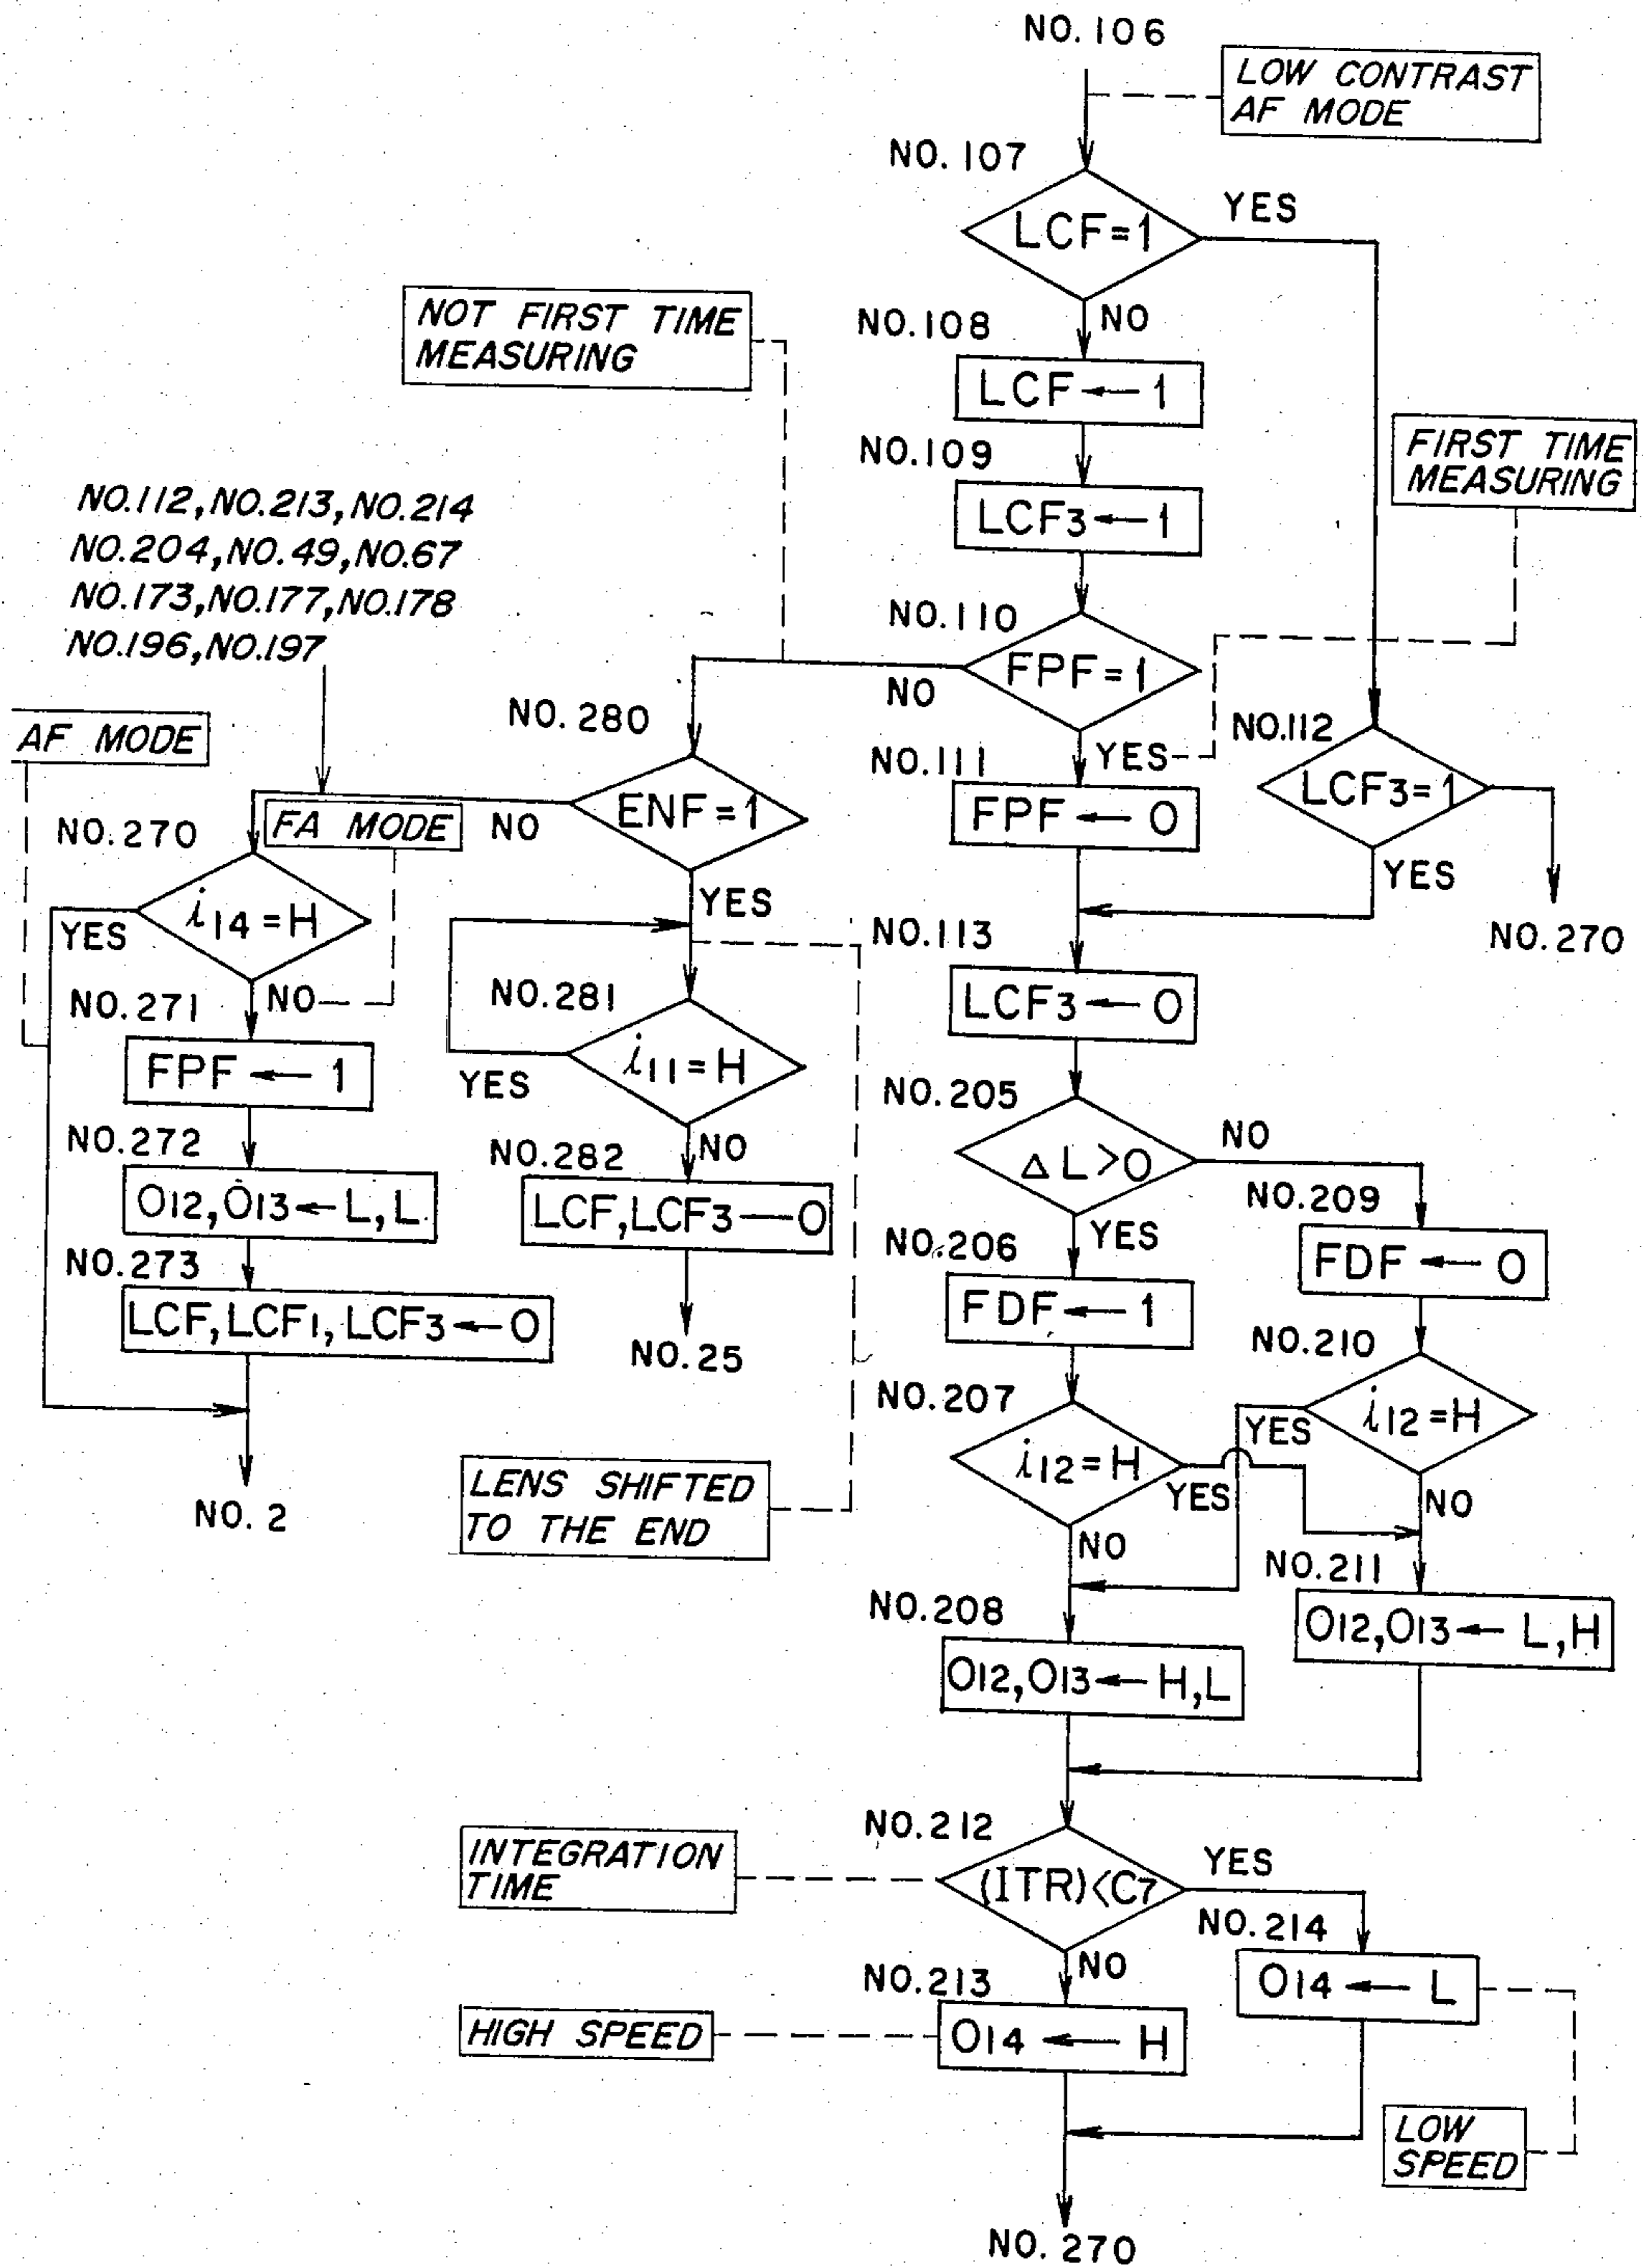 NO.106
LOW CONTRAST
AF MODE
NO.107
LCF=1
YES
NO
NOT FIRST TIME
MEASURING
NO.108
LCF ← 1
FIRST TIME
MEASURING
NO.109
LCF3 ← 1
NO.112, NO.213, NO.214
NO.204, NO.49, NO.67
NO.173, NO.177, NO.178
NO.196, NO.197
NO.110
FPF=1
NO
YES
NO.280
ENF=1
NO
YES
NO.111
FPF ← 0
NO.112
LCF3=1
YES
NO.270
AF MODE
FA MODE
NO.270
i14=H
YES
NO
NO.271
FPF ← 1
NO.272
O12,O13 ← L,L
NO.273
LCF,LCF1,LCF3 ← 0
NO.2
NO.281
i11=H
YES
NO
NO.282
LCF,LCF3 — 0
NO.25
LENS SHIFTED
TO THE END
NO.113
LCF3 ← 0
NO.205
△L>0
NO
YES
NO.206
FDF ← 1
NO.209
FDF ← 0
NO.207
i12=H
YES
NO
NO.210
i12=H
YES
NO
NO.208
O12,O13 ← H,L
NO.211
O12,O13 ← L,H
NO.212
INTEGRATION
TIME
(ITR)<C7
YES
NO
NO.213
O14 ← H
HIGH SPEED
NO.214
O14 ← L
LOW
SPEED
NO.270